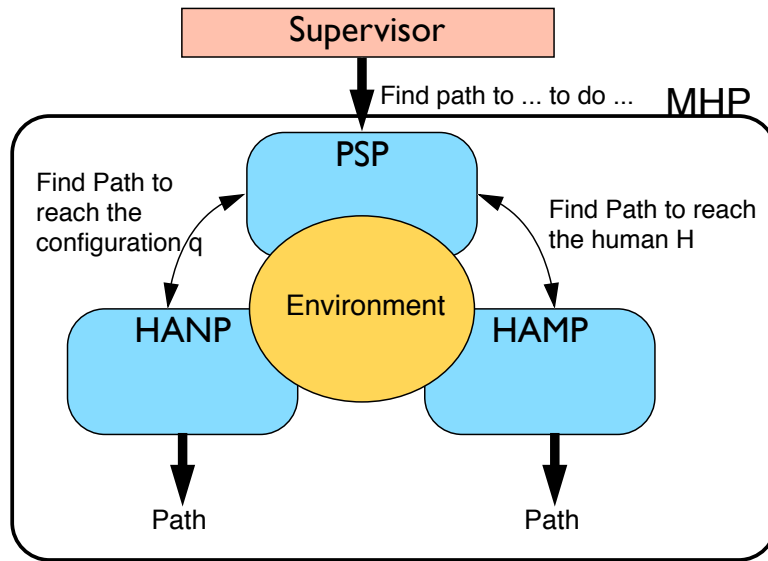 Supervisor
Find path to ... to do ...
MHP
PSP
Find Path to
reach the
configuration q
Find Path to reach
the human H
Environment
HANP
HAMP
Path
Path